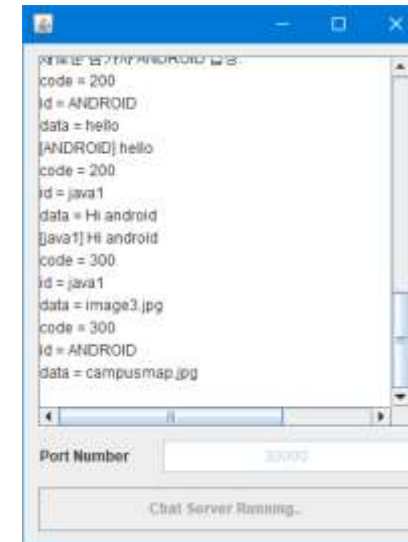 code = 200
id = ANDROID
data = hello
[ANDROID] hello
code = 200
id = java1
data = Hi android
[java1] Hi android
code = 300
id = java1
data = image3.jpg
code = 300
id = ANDROID
data = campusmap.jpg
Port Number 30000
Chat Server Running..